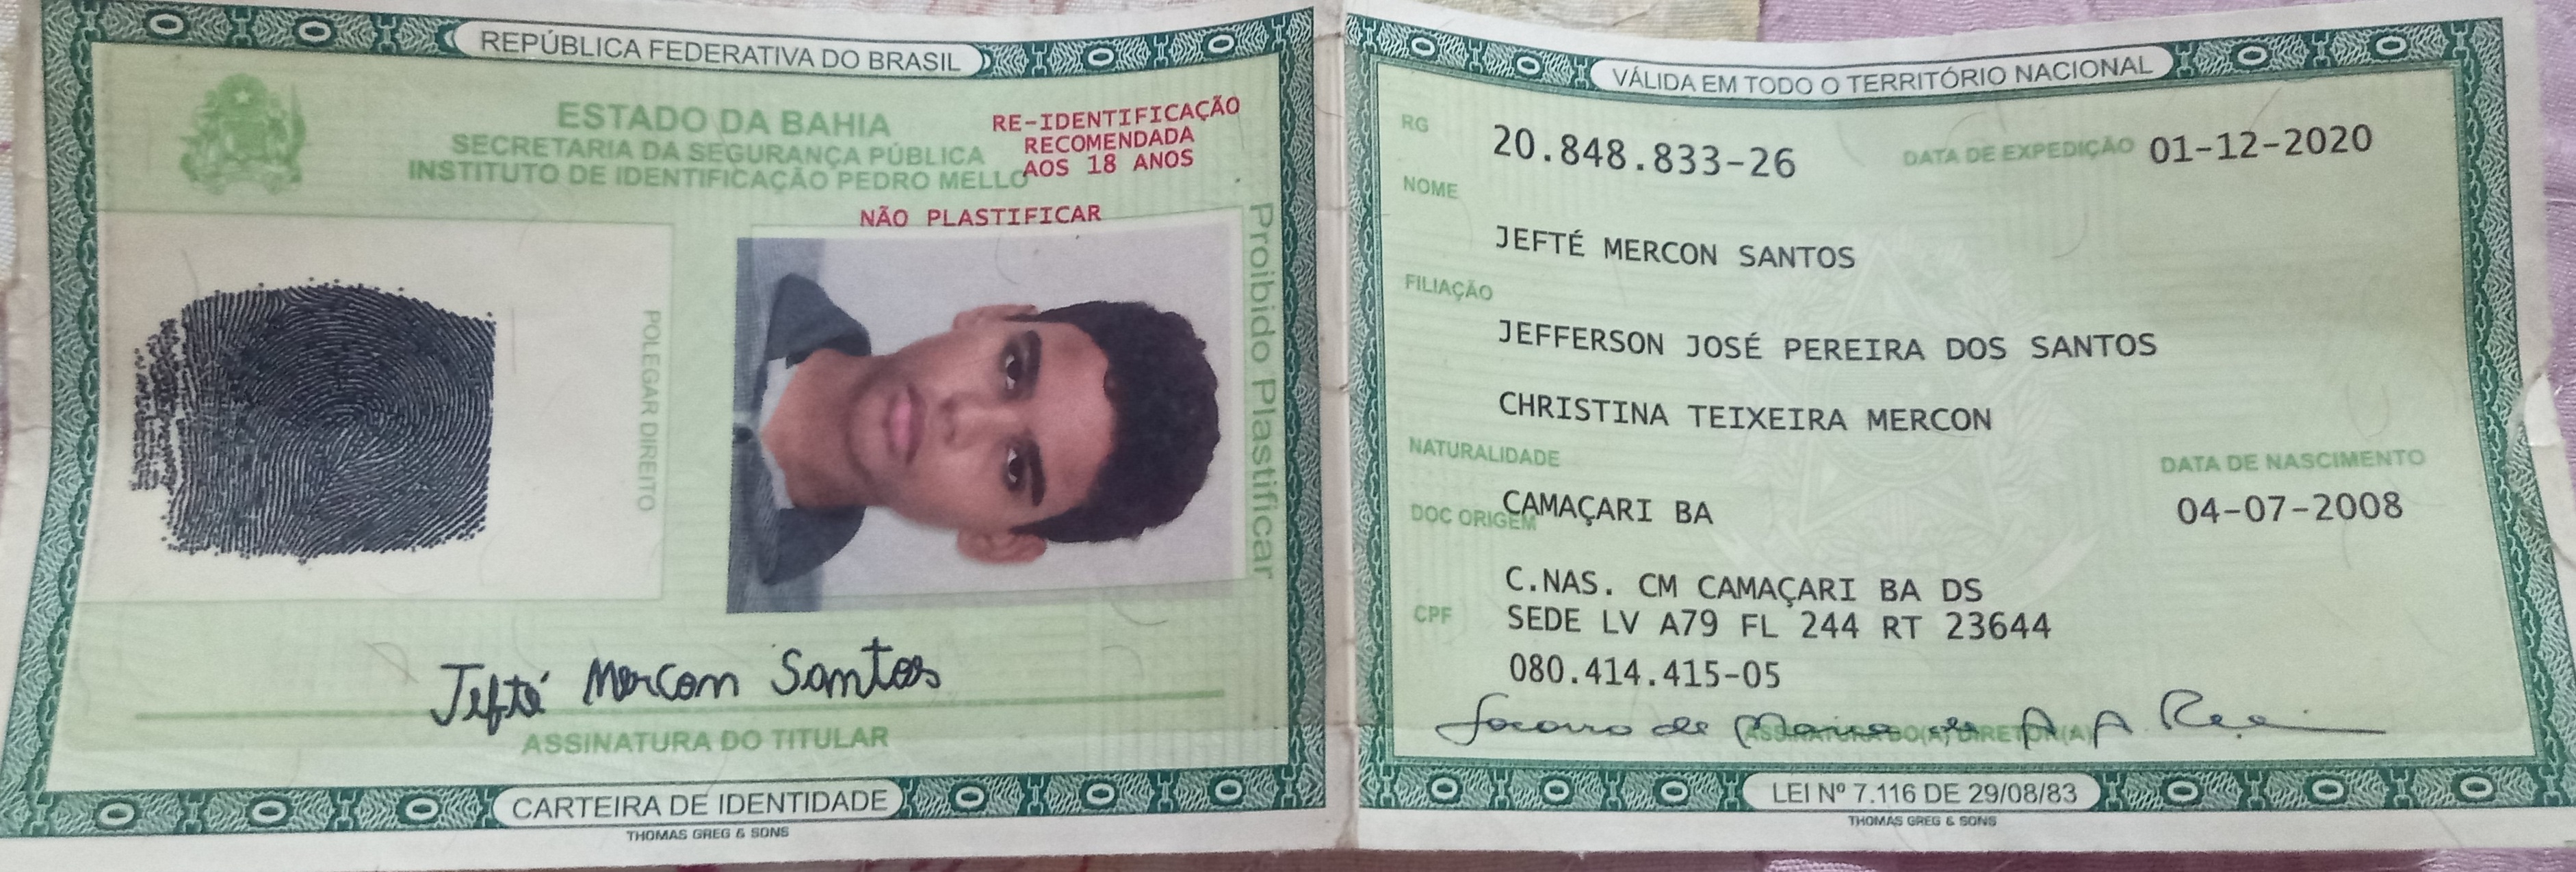 REPÚBLICA FEDERATIVA DO BRASIL
ESTADO DA BAHIA
SECRETARIA DA SEGURANÇA PÚBLICA
INSTITUTO DE IDENTIFICAÇÃO PEDRO MELLO
RE-IDENTIFICAÇÃO
RECOMENDADA
AOS 18 ANOS
NÃO PLASTIFICAR
POLEGAR DIREITO
Proibido Plastificar
Jefté Mercon Santos
ASSINATURA DO TITULAR
CARTEIRA DE IDENTIDADE
THOMAS GREG & SONS
VÁLIDA EM TODO O TERRITÓRIO NACIONAL
RG 20.848.833-26 DATA DE EXPEDIÇÃO 01-12-2020
NOME
JEFTÉ MERCON SANTOS
FILIAÇÃO
JEFFERSON JOSÉ PEREIRA DOS SANTOS
CHRISTINA TEIXEIRA MERCON
NATURALIDADE DATA DE NASCIMENTO
CAMAÇARI BA 04-07-2008
DOC ORIGEM
C.NAS. CM CAMAÇARI BA DS
SEDE LV A79 FL 244 RT 23644
CPF
080.414.415-05
de A A
ASSINATURA DO(A) DIRETOR(A)
LEI Nº 7.116 DE 29/08/83
THOMAS GREG & SONS